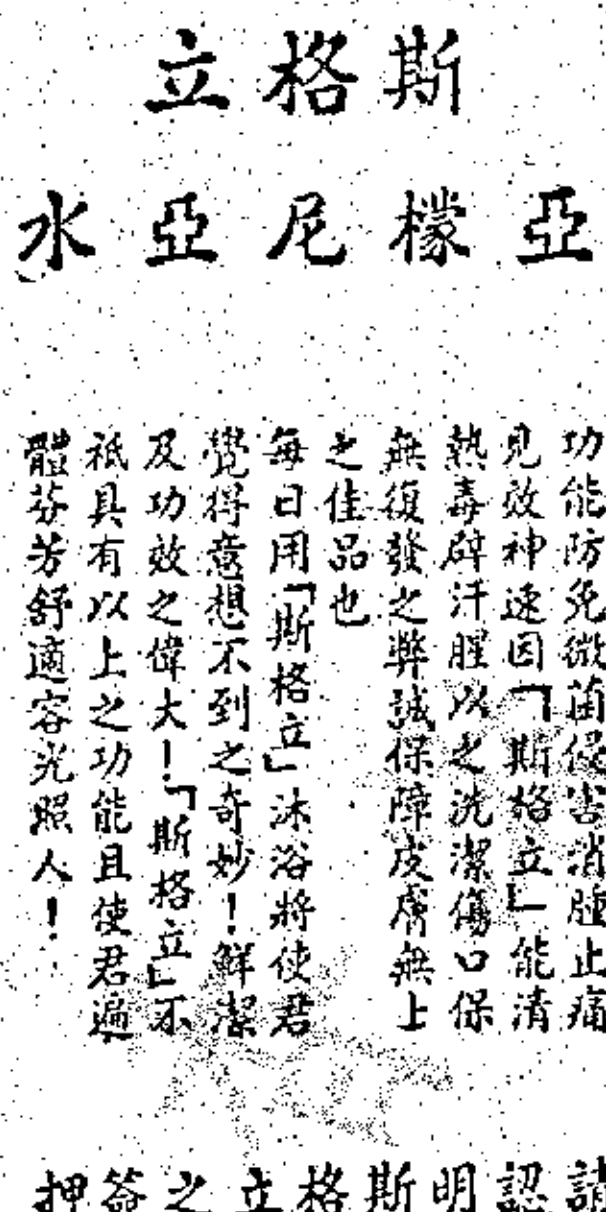 斯格立
亞檬尼亞水
功能防免微菌侵害消腫止痛
見效神速因「斯格立」能清
熱毒辟汗腥以之洗潔傷口保
無復發之弊誠保障皮膚無上
之佳品也
每日用「斯格立」沐浴將使君
覺得意想不到之奇妙!鮮潔
及功效之偉大!「斯格立」不
祇具有以上之功能且使君遍
體芬芳舒適容光照人!
請認明斯格立之簽押